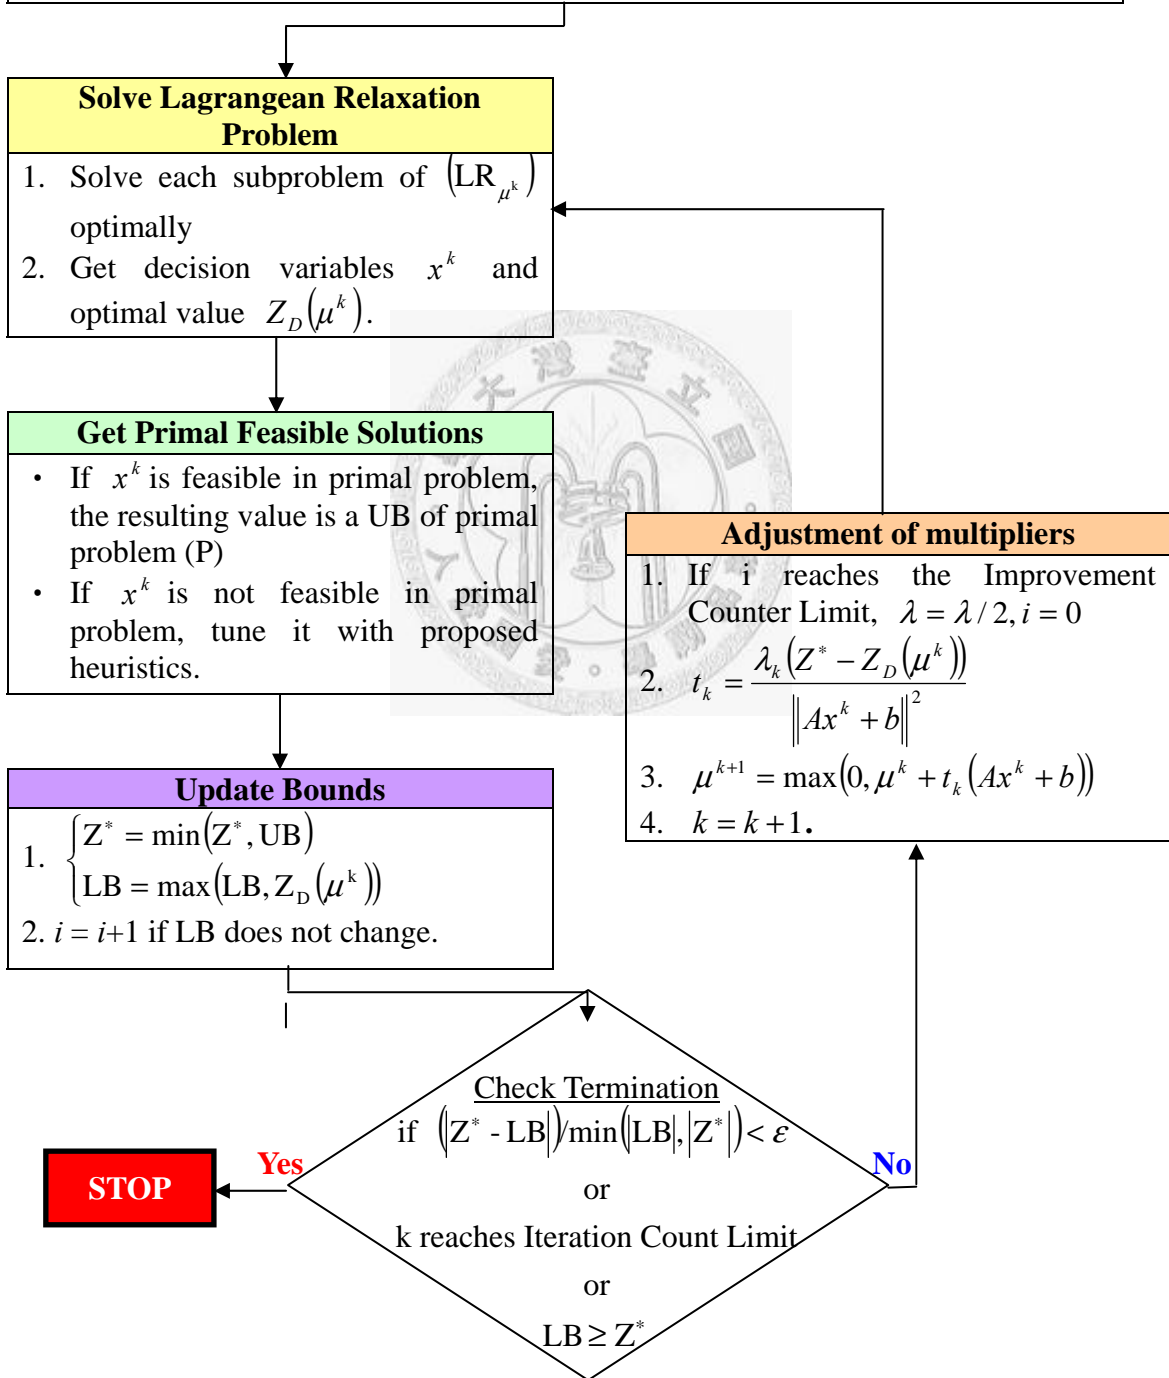 Solve Lagrangean Relaxation
Problem
1. Solve each subproblem of (LR_{μ^k})
optimally
2. Get decision variables x^k and
optimal value Z_D(μ^k).
Get Primal Feasible Solutions
· If x^k is feasible in primal problem,
the resulting value is a UB of primal
problem (P)
· If x^k is not feasible in primal
problem, tune it with proposed
heuristics.
Update Bounds
1. { Z^* = min(Z^*, UB)
LB = max(LB, Z_D(μ^k))
2. i = i+1 if LB does not change.
Adjustment of multipliers
1. If i reaches the Improvement
Counter Limit, λ = λ / 2, i = 0
2. t_k = λ_k(Z^* − Z_D(μ^k)) / ‖Ax^k + b‖^2
3. μ^{k+1} = max(0, μ^k + t_k(Ax^k + b))
4. k = k + 1.
Check Termination
if (|Z^* - LB|)/min(|LB|, |Z^*|) < ε
or
k reaches Iteration Count Limit
or
LB ≥ Z^*
Yes
No
STOP